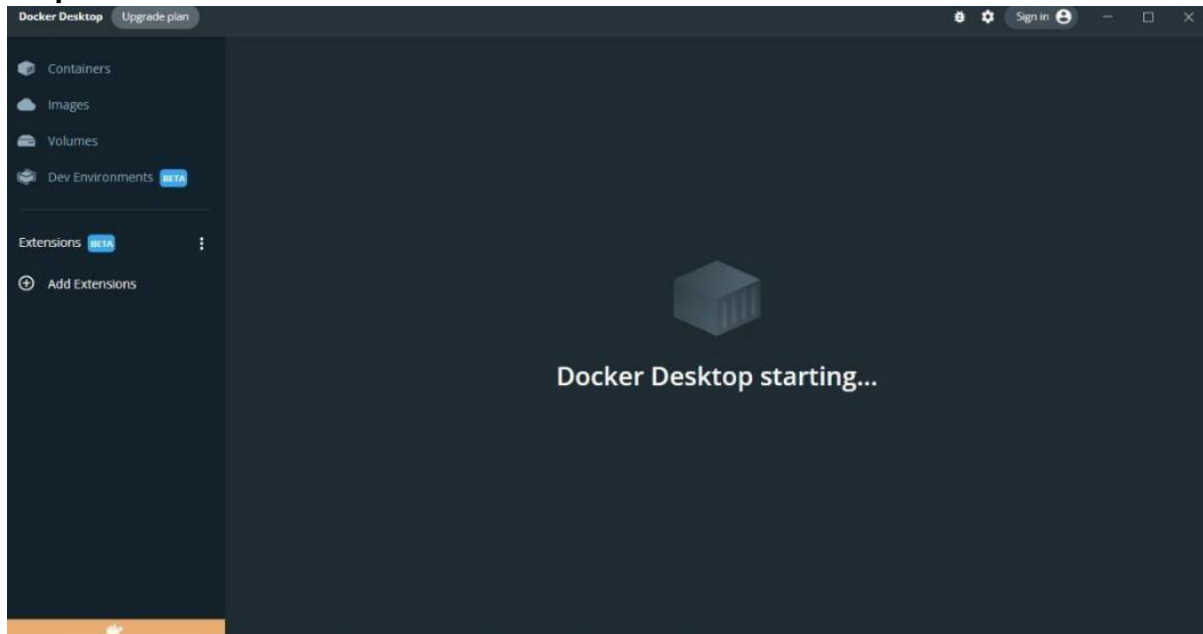 Docker Desktop Upgrade plan Sign in
Containers
Images
Volumes
Dev Environments BETA
Extensions BETA
Add Extensions
Docker Desktop starting...